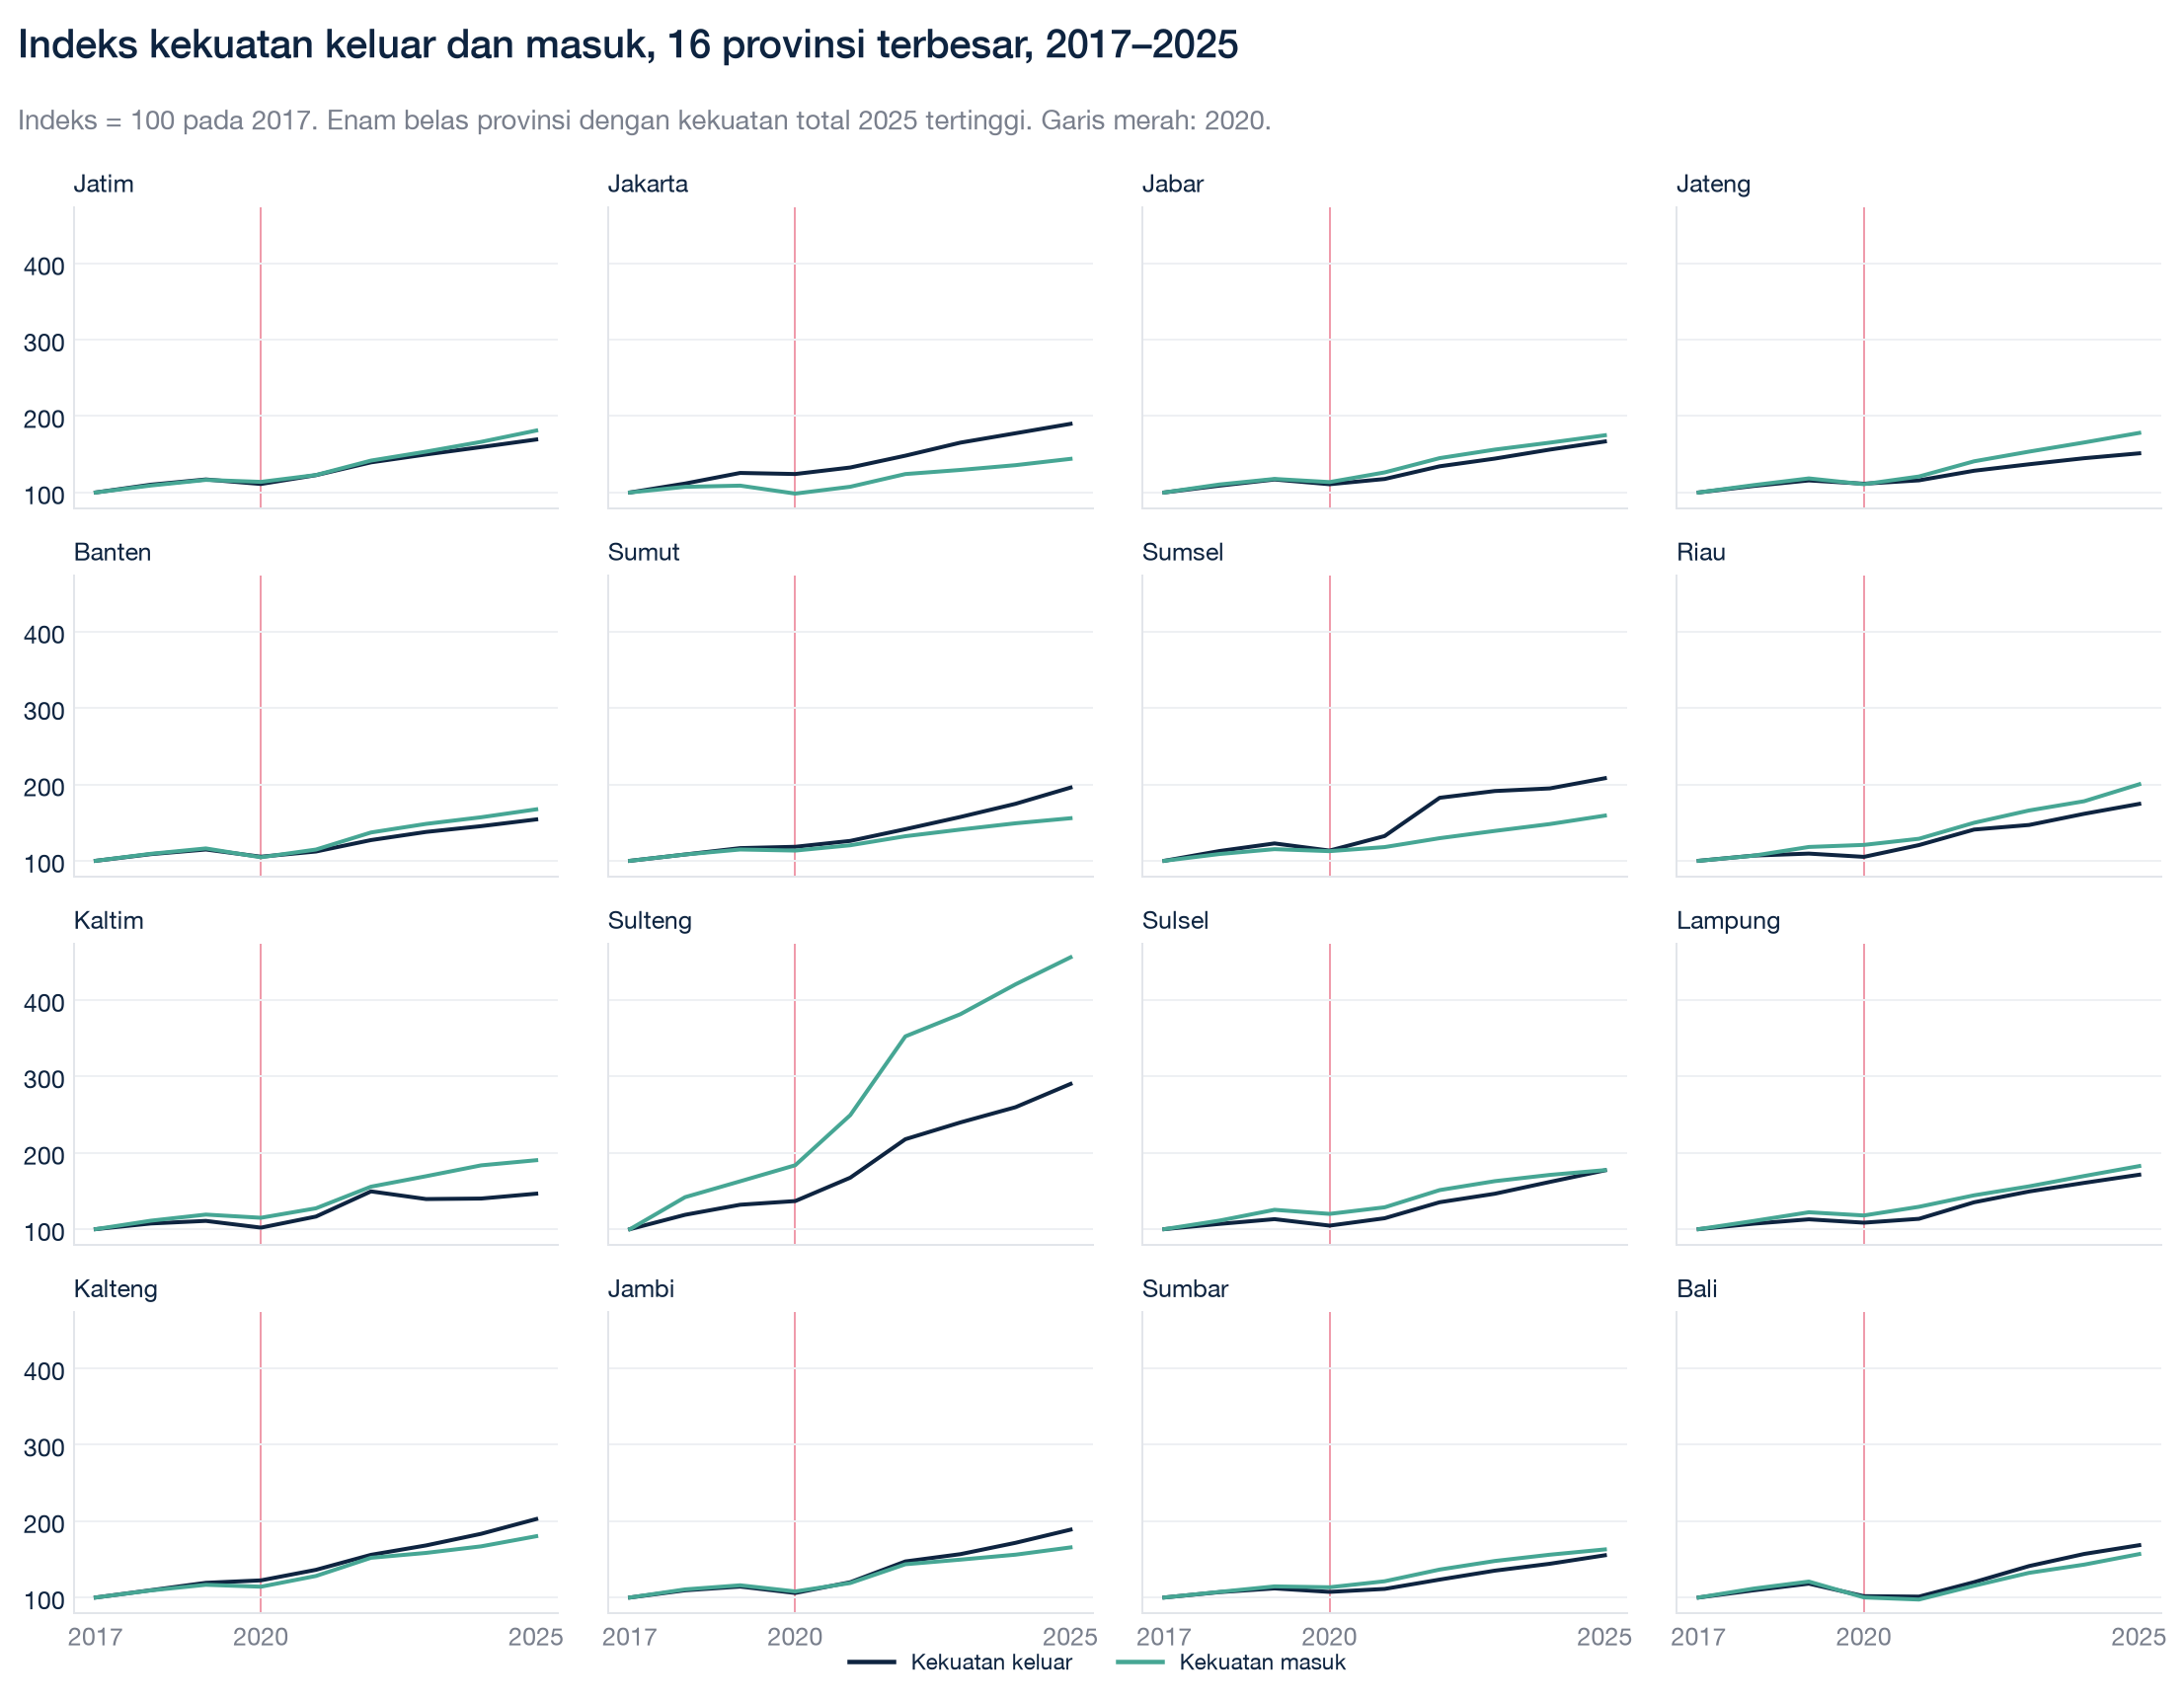 Indeks kekuatan keluar dan masuk, 16 provinsi terbesar, 2017–2025
Indeks = 100 pada 2017. Enam belas provinsi dengan kekuatan total 2025 tertinggi. Garis merah: 2020.
Jatim Jakarta Jabar Jateng
400
300
200
100
Banten Sumut Sumsel Riau
400
300
200
100
Kaltim Sulteng Sulsel Lampung
400
300
200
100
Kalteng Jambi Sumbar Bali
400
300
200
100
2017 2020 2025 2017 2020 2025 2017 2020 2025 2017 2020 2025
Kekuatan keluar Kekuatan masuk